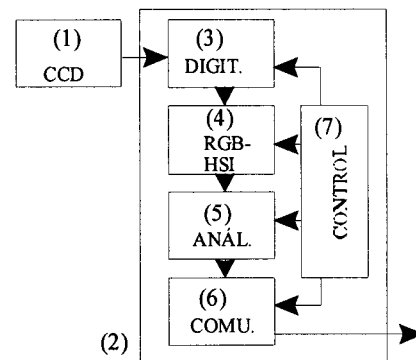 (1)
CCD
(3)
DIGIT.
(4)
RGB-
HSI
(7)
CONTROL
(5)
ANÁL.
(6)
COMU.
(2)